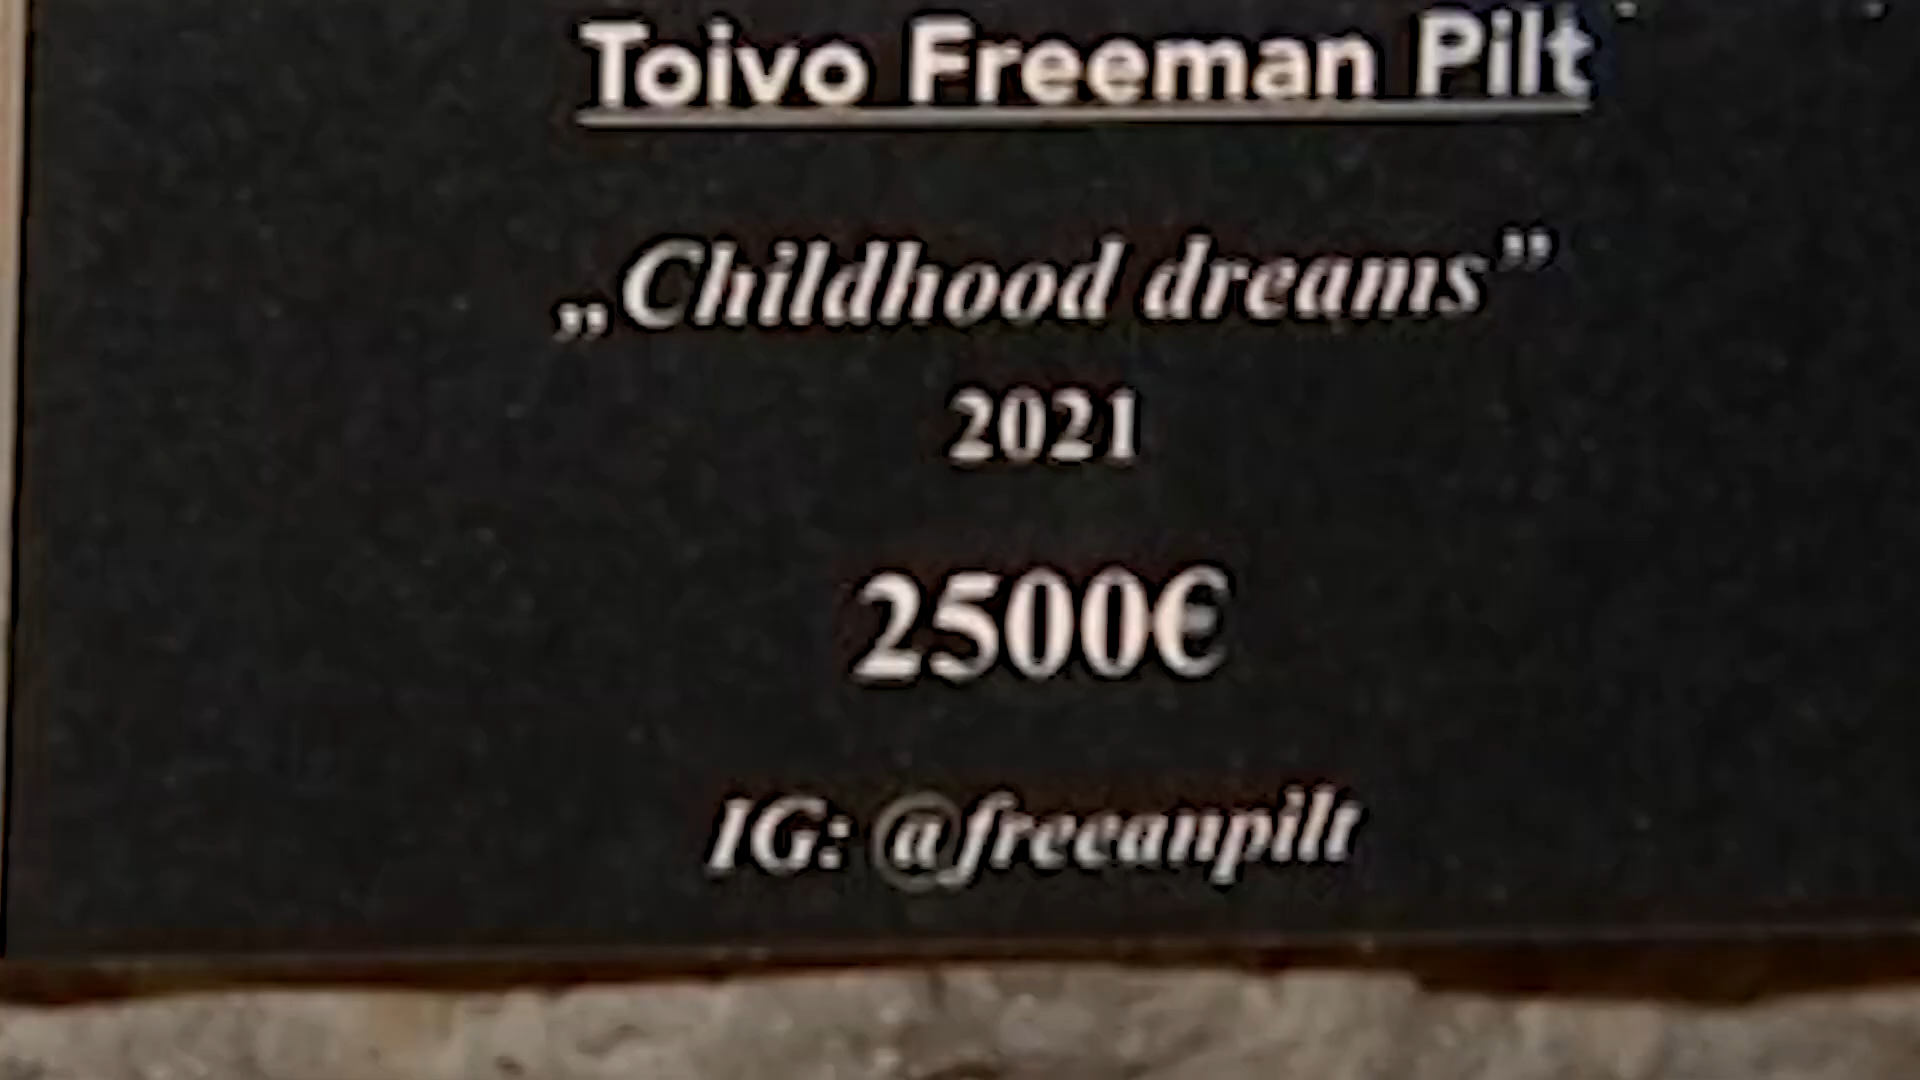 Toivo Freeman Pilt
„Childhood dreams”
2021
2500€
IG: @freeanpilt